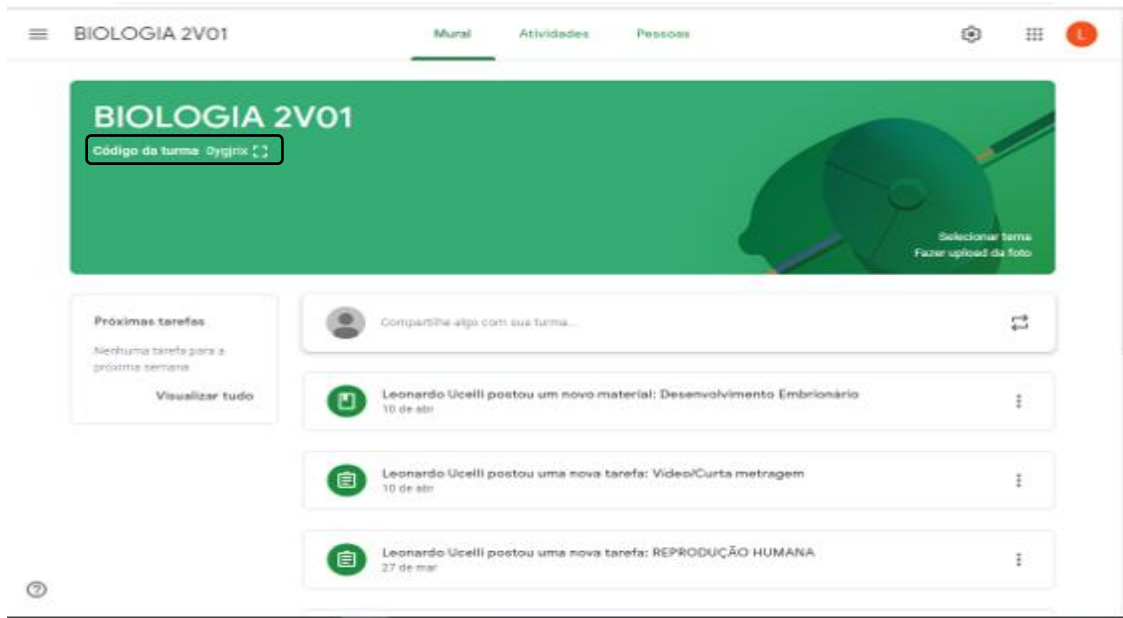 BIOLOGIA 2V01
Mural
Atividades
Pessoas
L
BIOLOGIA 2V01
Código da turma
Selecionar tema
Fazer upload da foto
Próximas tarefas
Nenhuma tarefa para a
próxima semana
Visualizar tudo
Compartilhe algo com sua turma...
Leonardo Ucelli postou um novo material: Desenvolvimento Embrionário
10 de abr
Leonardo Ucelli postou uma nova tarefa: Vídeo/Curta metragem
10 de abr
Leonardo Ucelli postou uma nova tarefa: REPRODUÇÃO HUMANA
27 de mar